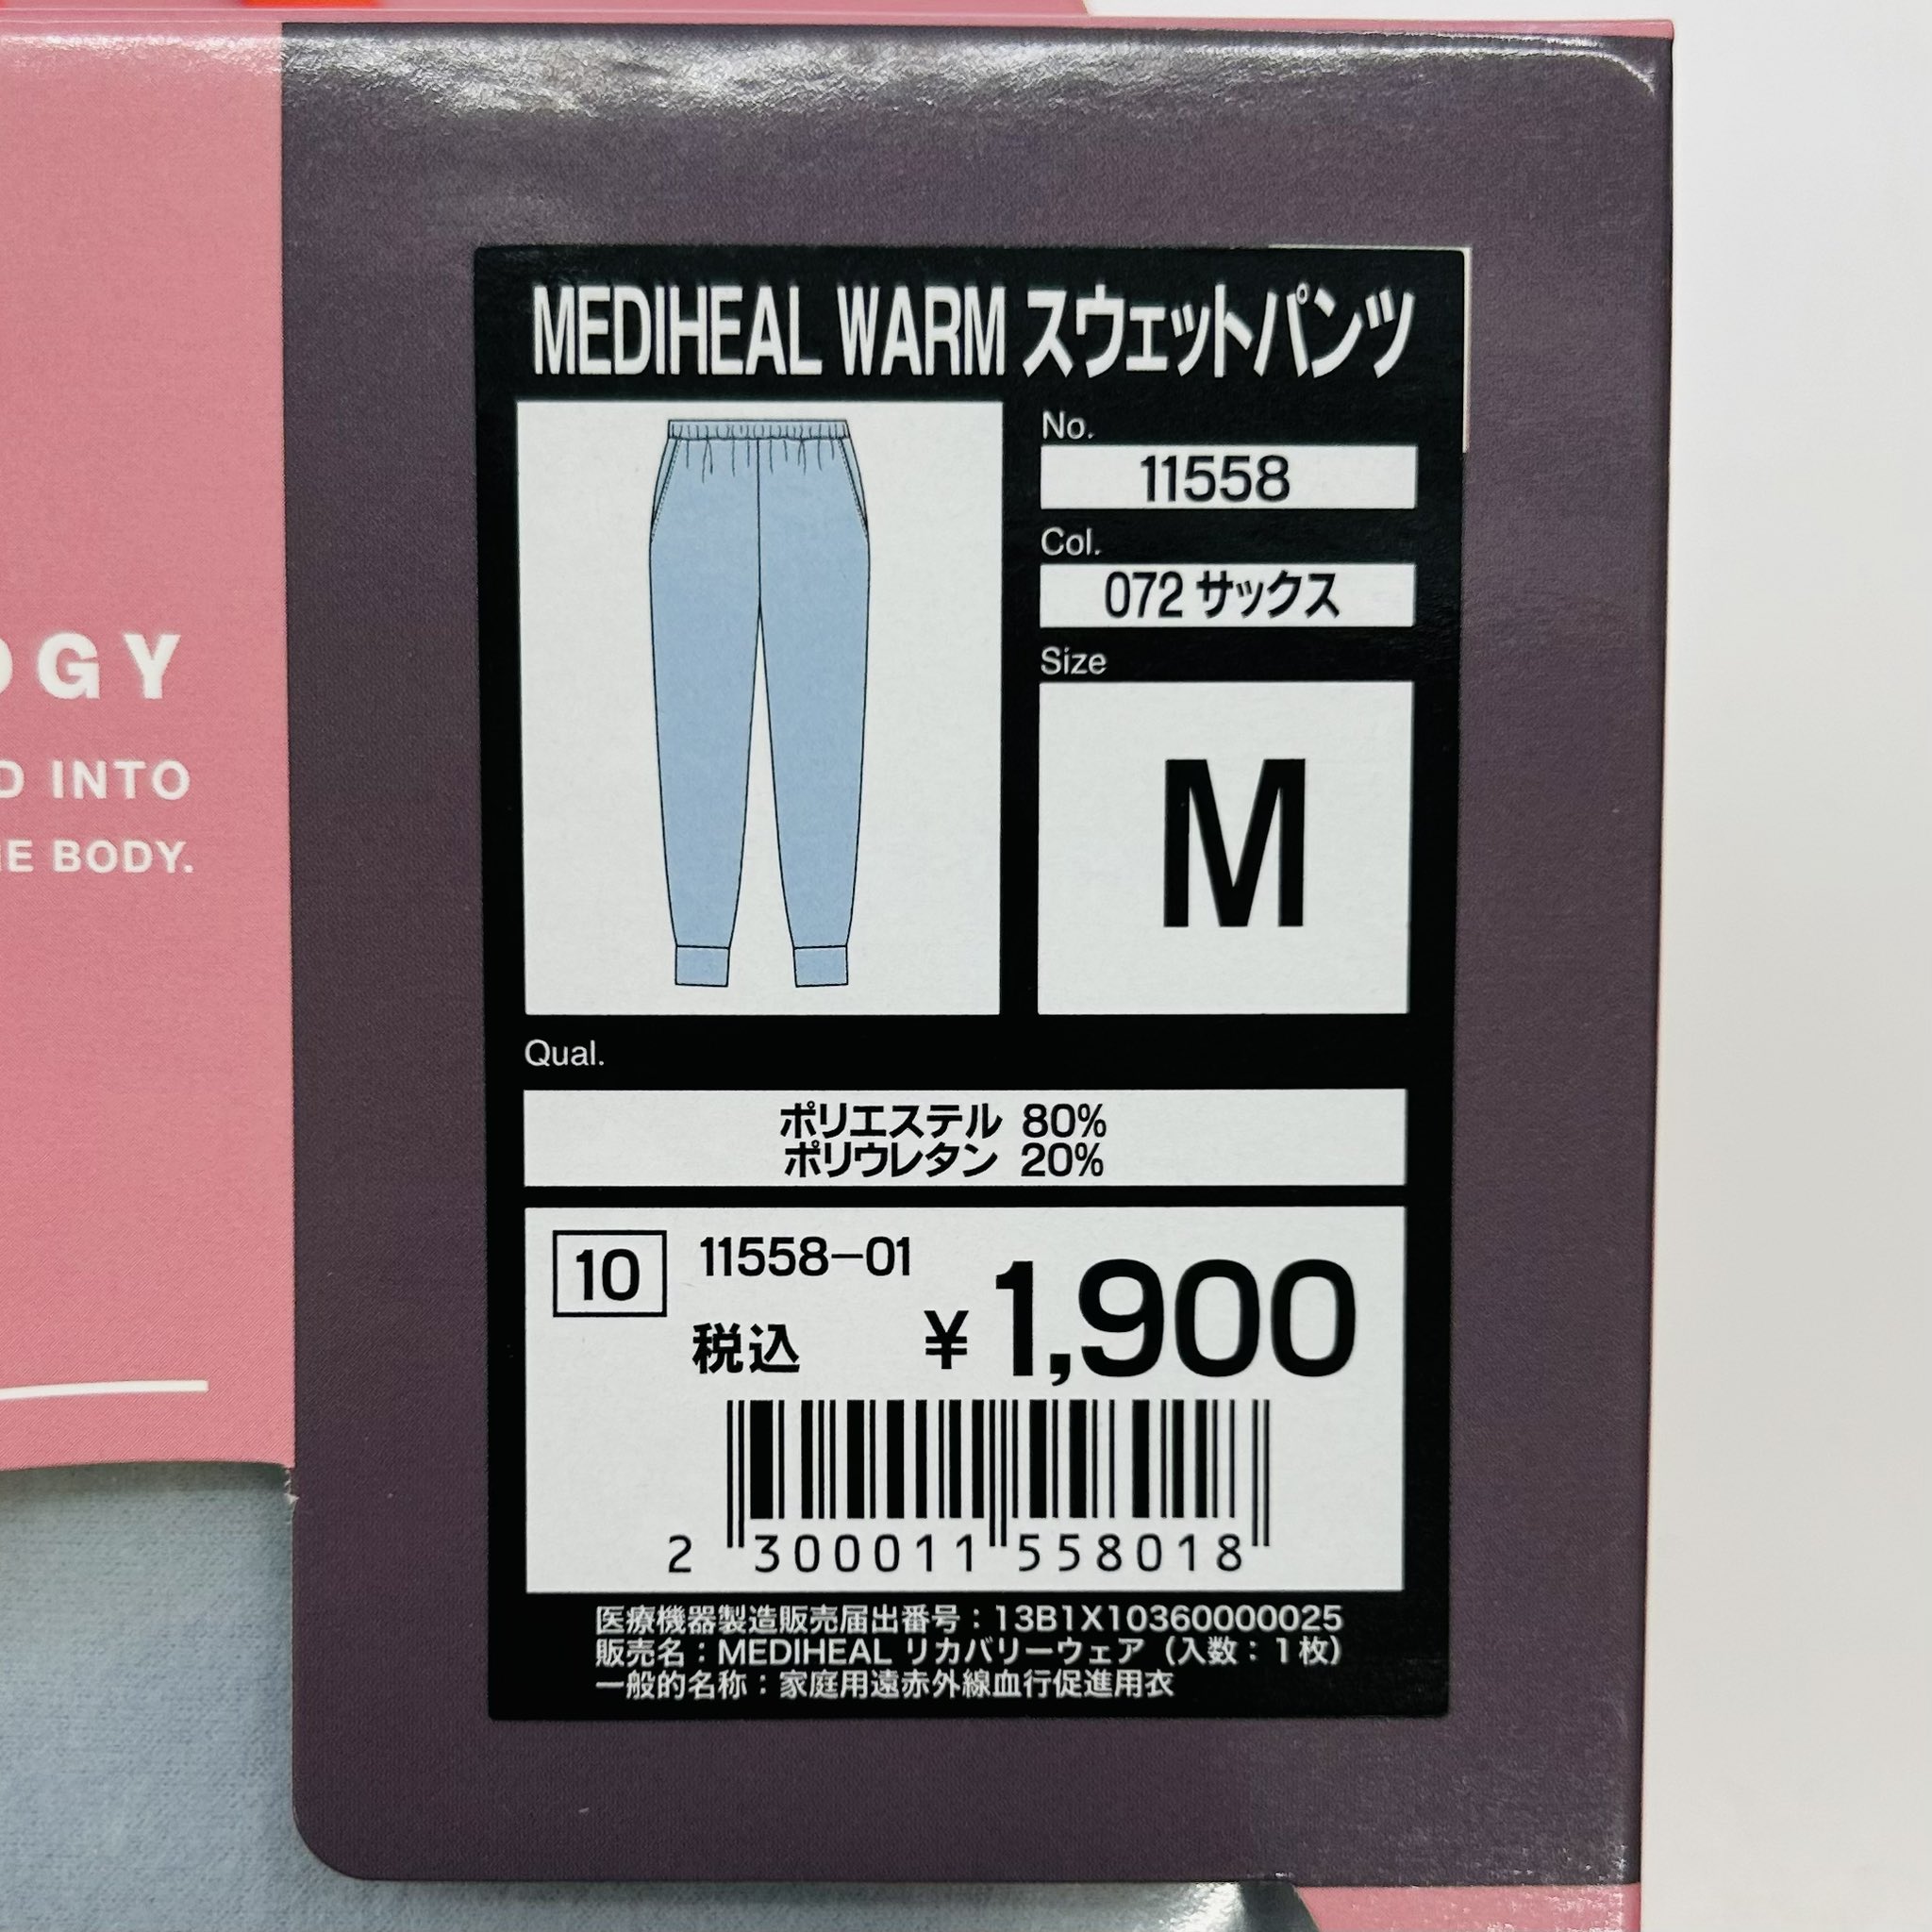 OGY
D INTO
E BODY.
MEDIHEAL WARM スウェットパンツ
No.
11558
Col.
072 サックス
Size
M
Qual.
ポリエステル 80%
ポリウレタン 20%
10
11558-01
税込 ¥1,900
2 300011 558018
医療機器製造販売届出番号：13B1X10360000025
販売名：MEDIHEAL リカバリーウェア（入数：1枚）
一般的名称：家庭用遠赤外線血行促進用衣